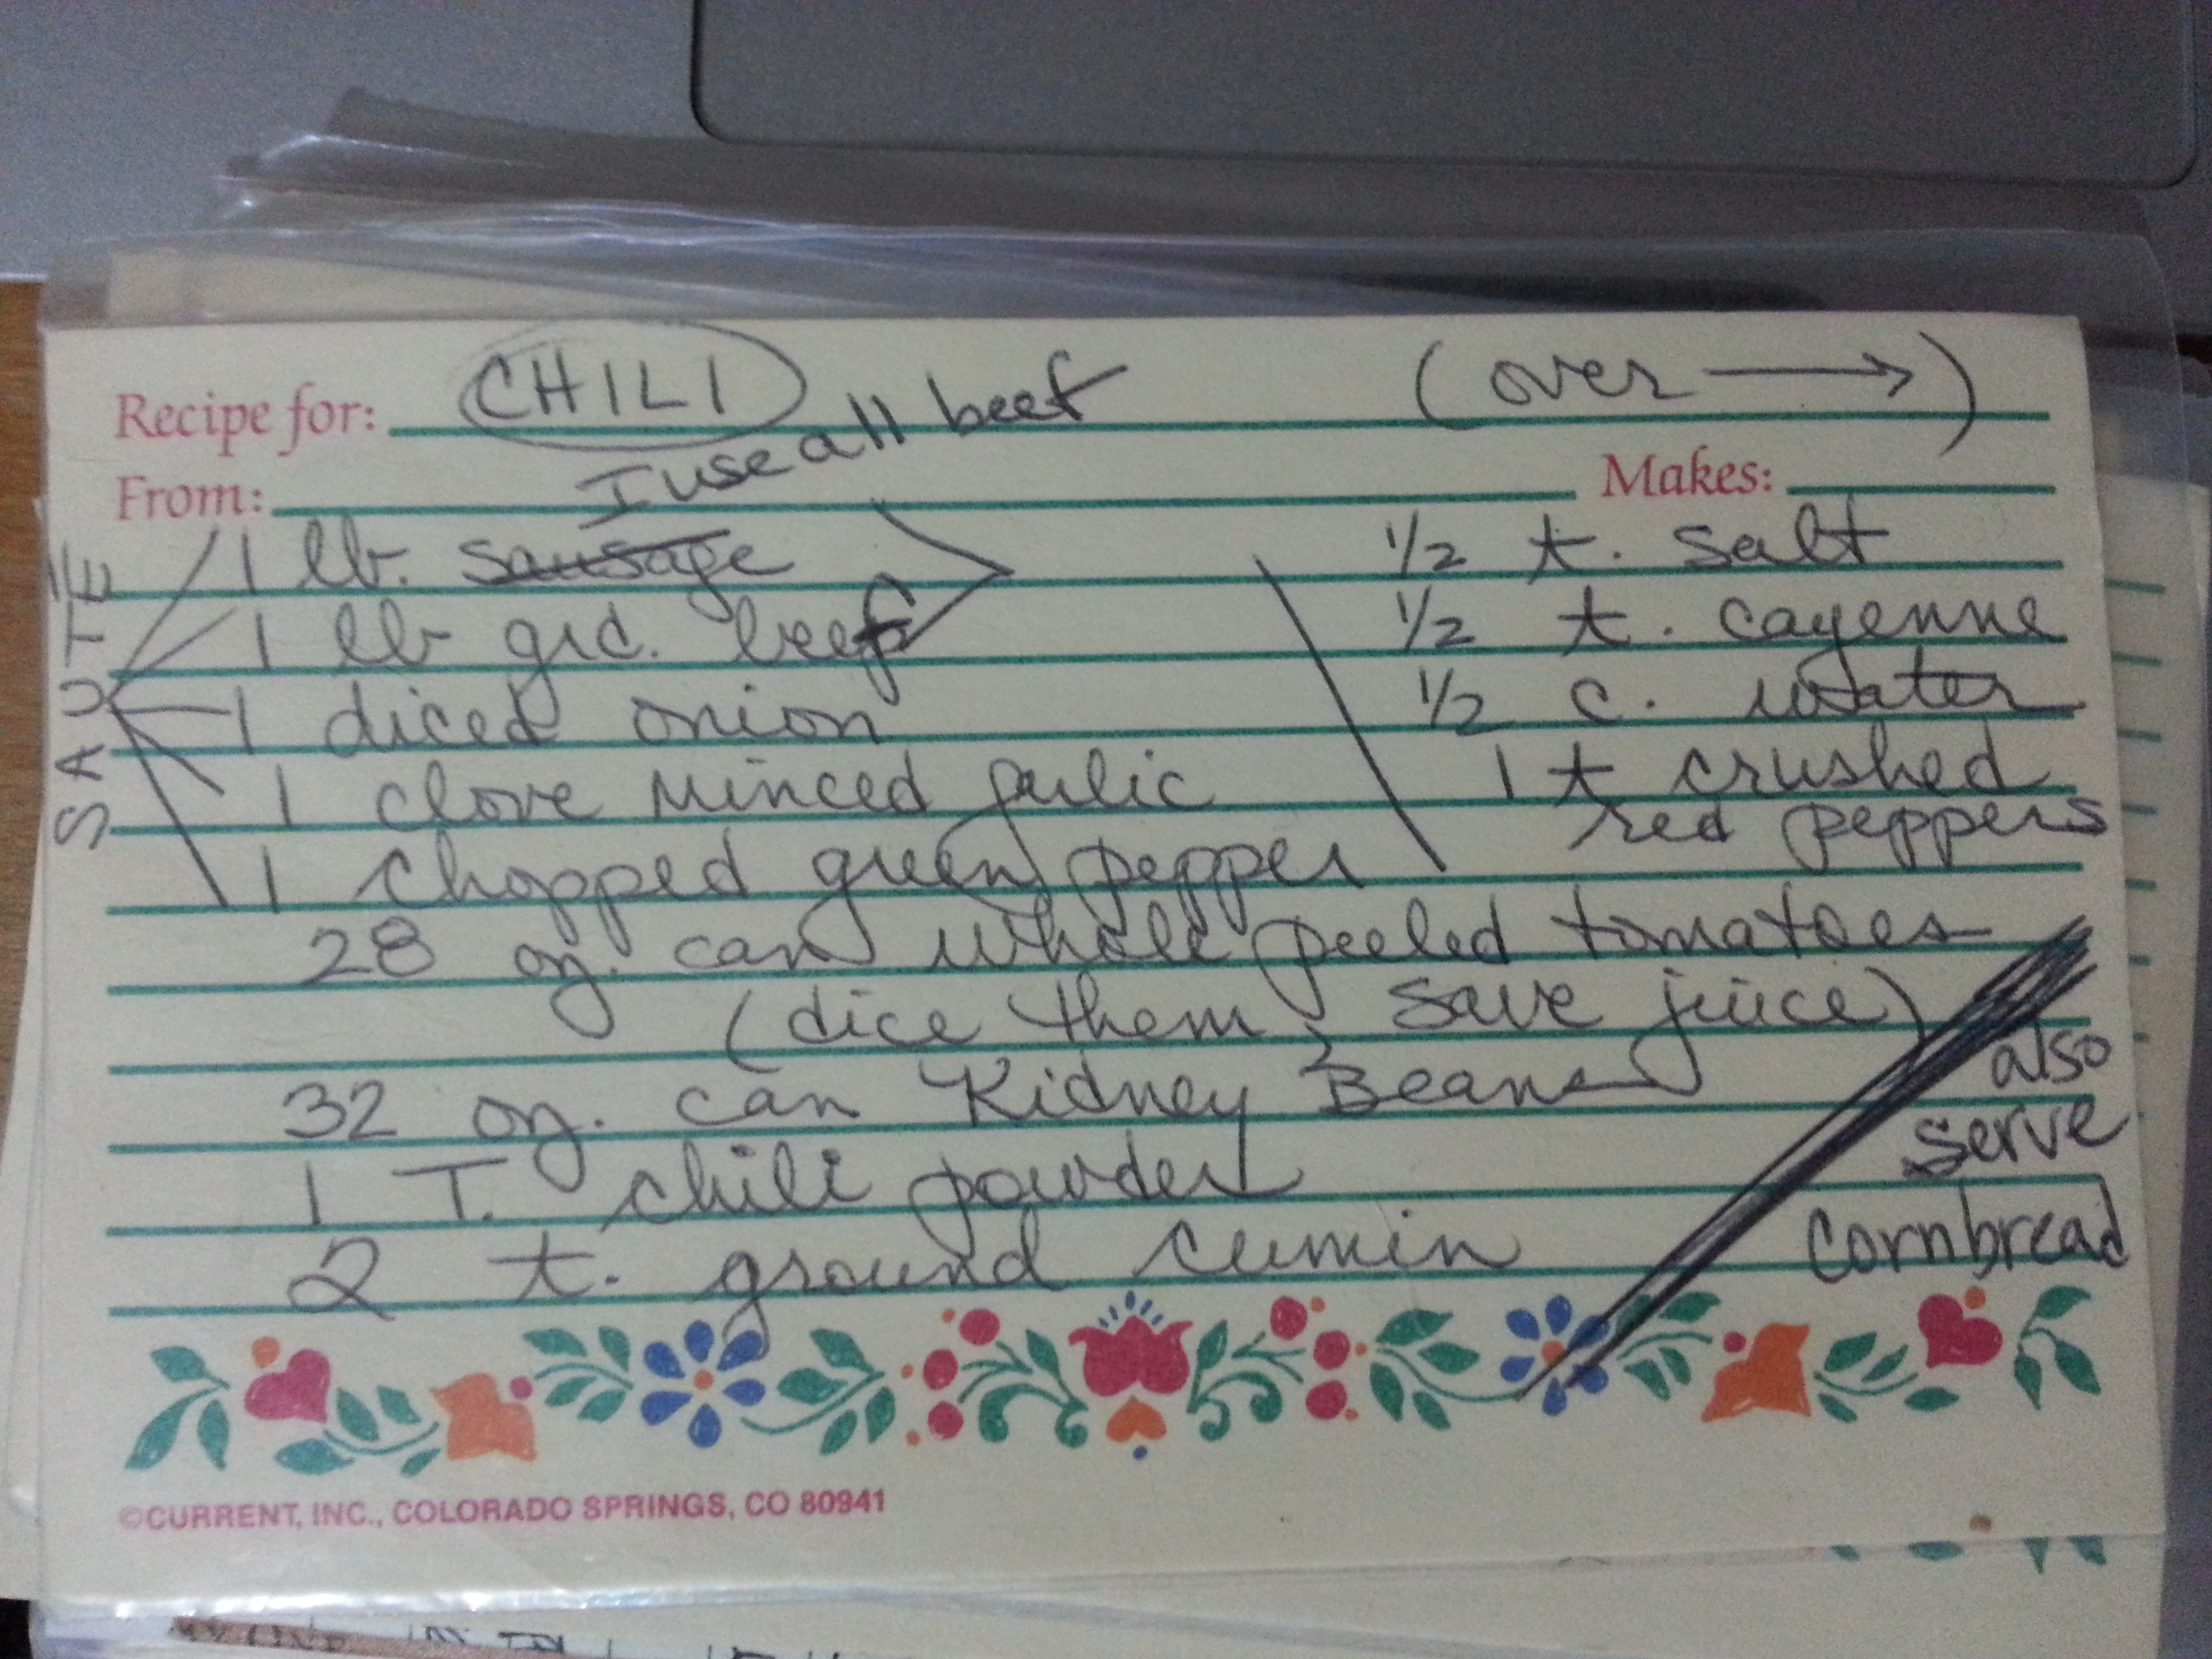 Recipe for: CHILI (over →)
I use all beef
From: Makes:
SAUTÉ
1 lb. sausage
1 lb grd. beef
1 diced onion
1 clove minced garlic
1 chopped green pepper
28 oz. can whole peeled tomatoes
(dice them & save juice)
32 oz. can Kidney Beans
1 T. chili powder
2 t. ground cumin
1/2 t. salt
1/2 t. cayenne
1/2 c. water
1 t crushed
red peppers
also
serve
cornbread
©CURRENT, INC., COLORADO SPRINGS, CO 80941